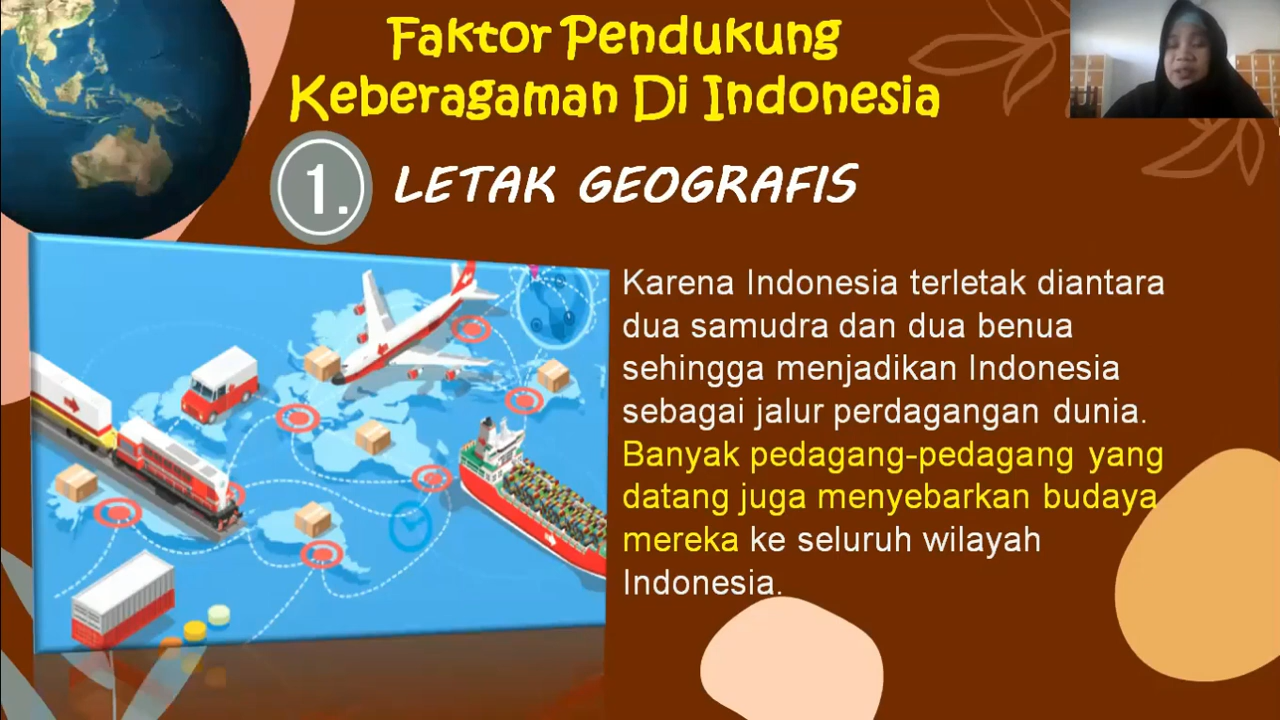 Faktor Pendukung
Keberagaman Di Indonesia
1. LETAK GEOGRAFIS
Karena Indonesia terletak diantara
dua samudra dan dua benua
sehingga menjadikan Indonesia
sebagai jalur perdagangan dunia.
Banyak pedagang-pedagang yang
datang juga menyebarkan budaya
mereka ke seluruh wilayah
Indonesia.